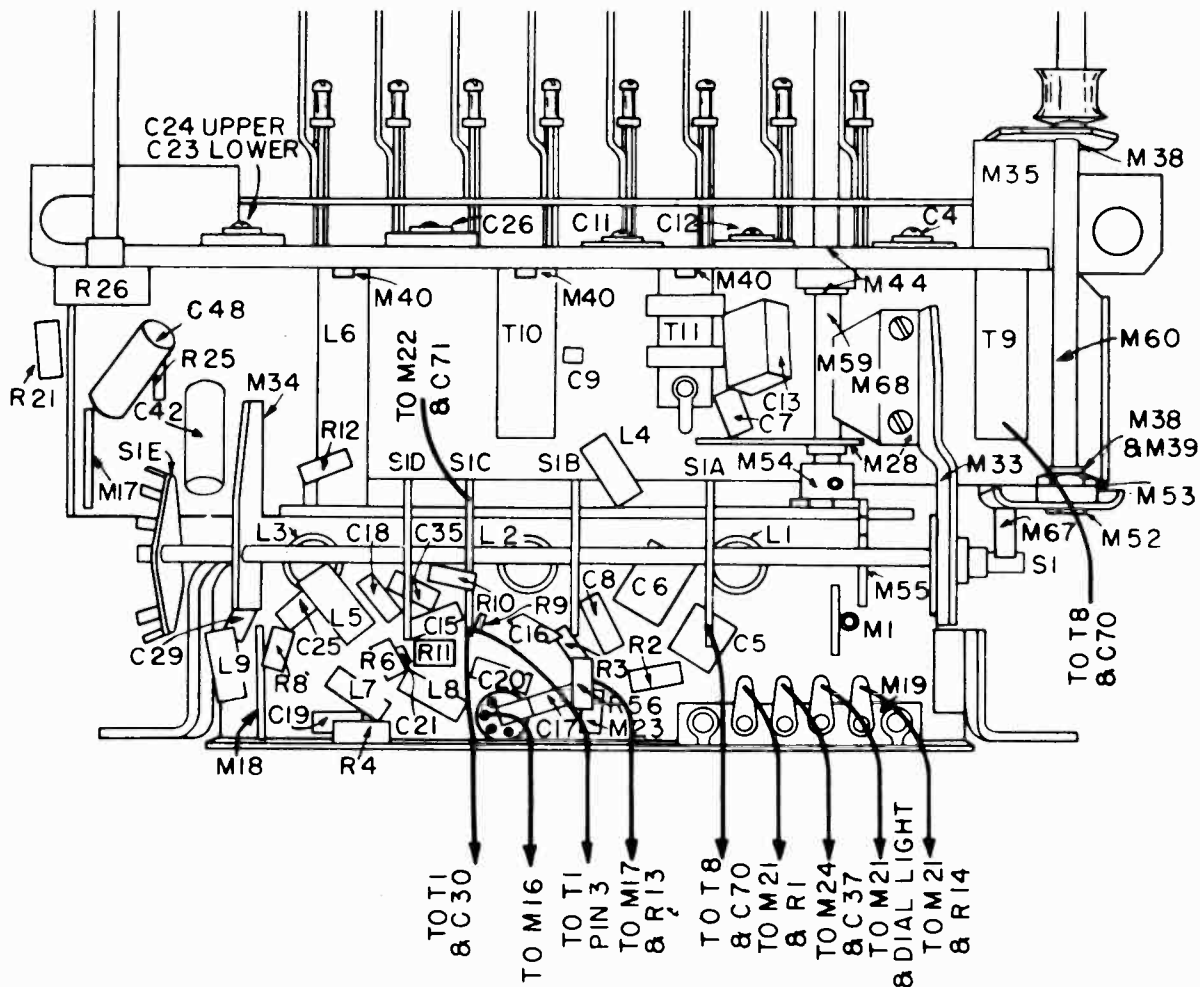 C24 UPPER
C23 LOWER
M38
M35
C26
C11
C12
C4
R26
M40
M40
M40
M44
C48
L6
T10
T11
T9
M59
M60
R25
C9
M68
R21
M34
TO M22
& C71
C13
C42
C7
M38
& M39
R12
L4
S1E
S1D
S1C
S1B
S1A
M28
M33
M17
M54
M53
L3
C18
C35
L2
L1
M67
M52
S1
C6
M55
R10
R9
C8
L5
C15
C16
C5
M1
C25
C29
R11
R3
R2
L9
R6
R8
L7
L8
C20
M19
TO T8
& C70
56
C19
C21
C17
M23
M18
R4
TO T1
& C30
TO M16
TO T1
PIN 3
TO M17
& R13
TO T8
& C70
TO M21
& R1
TO M24
& C37
TO M21
& DIAL LIGHT
TO M21
& R14